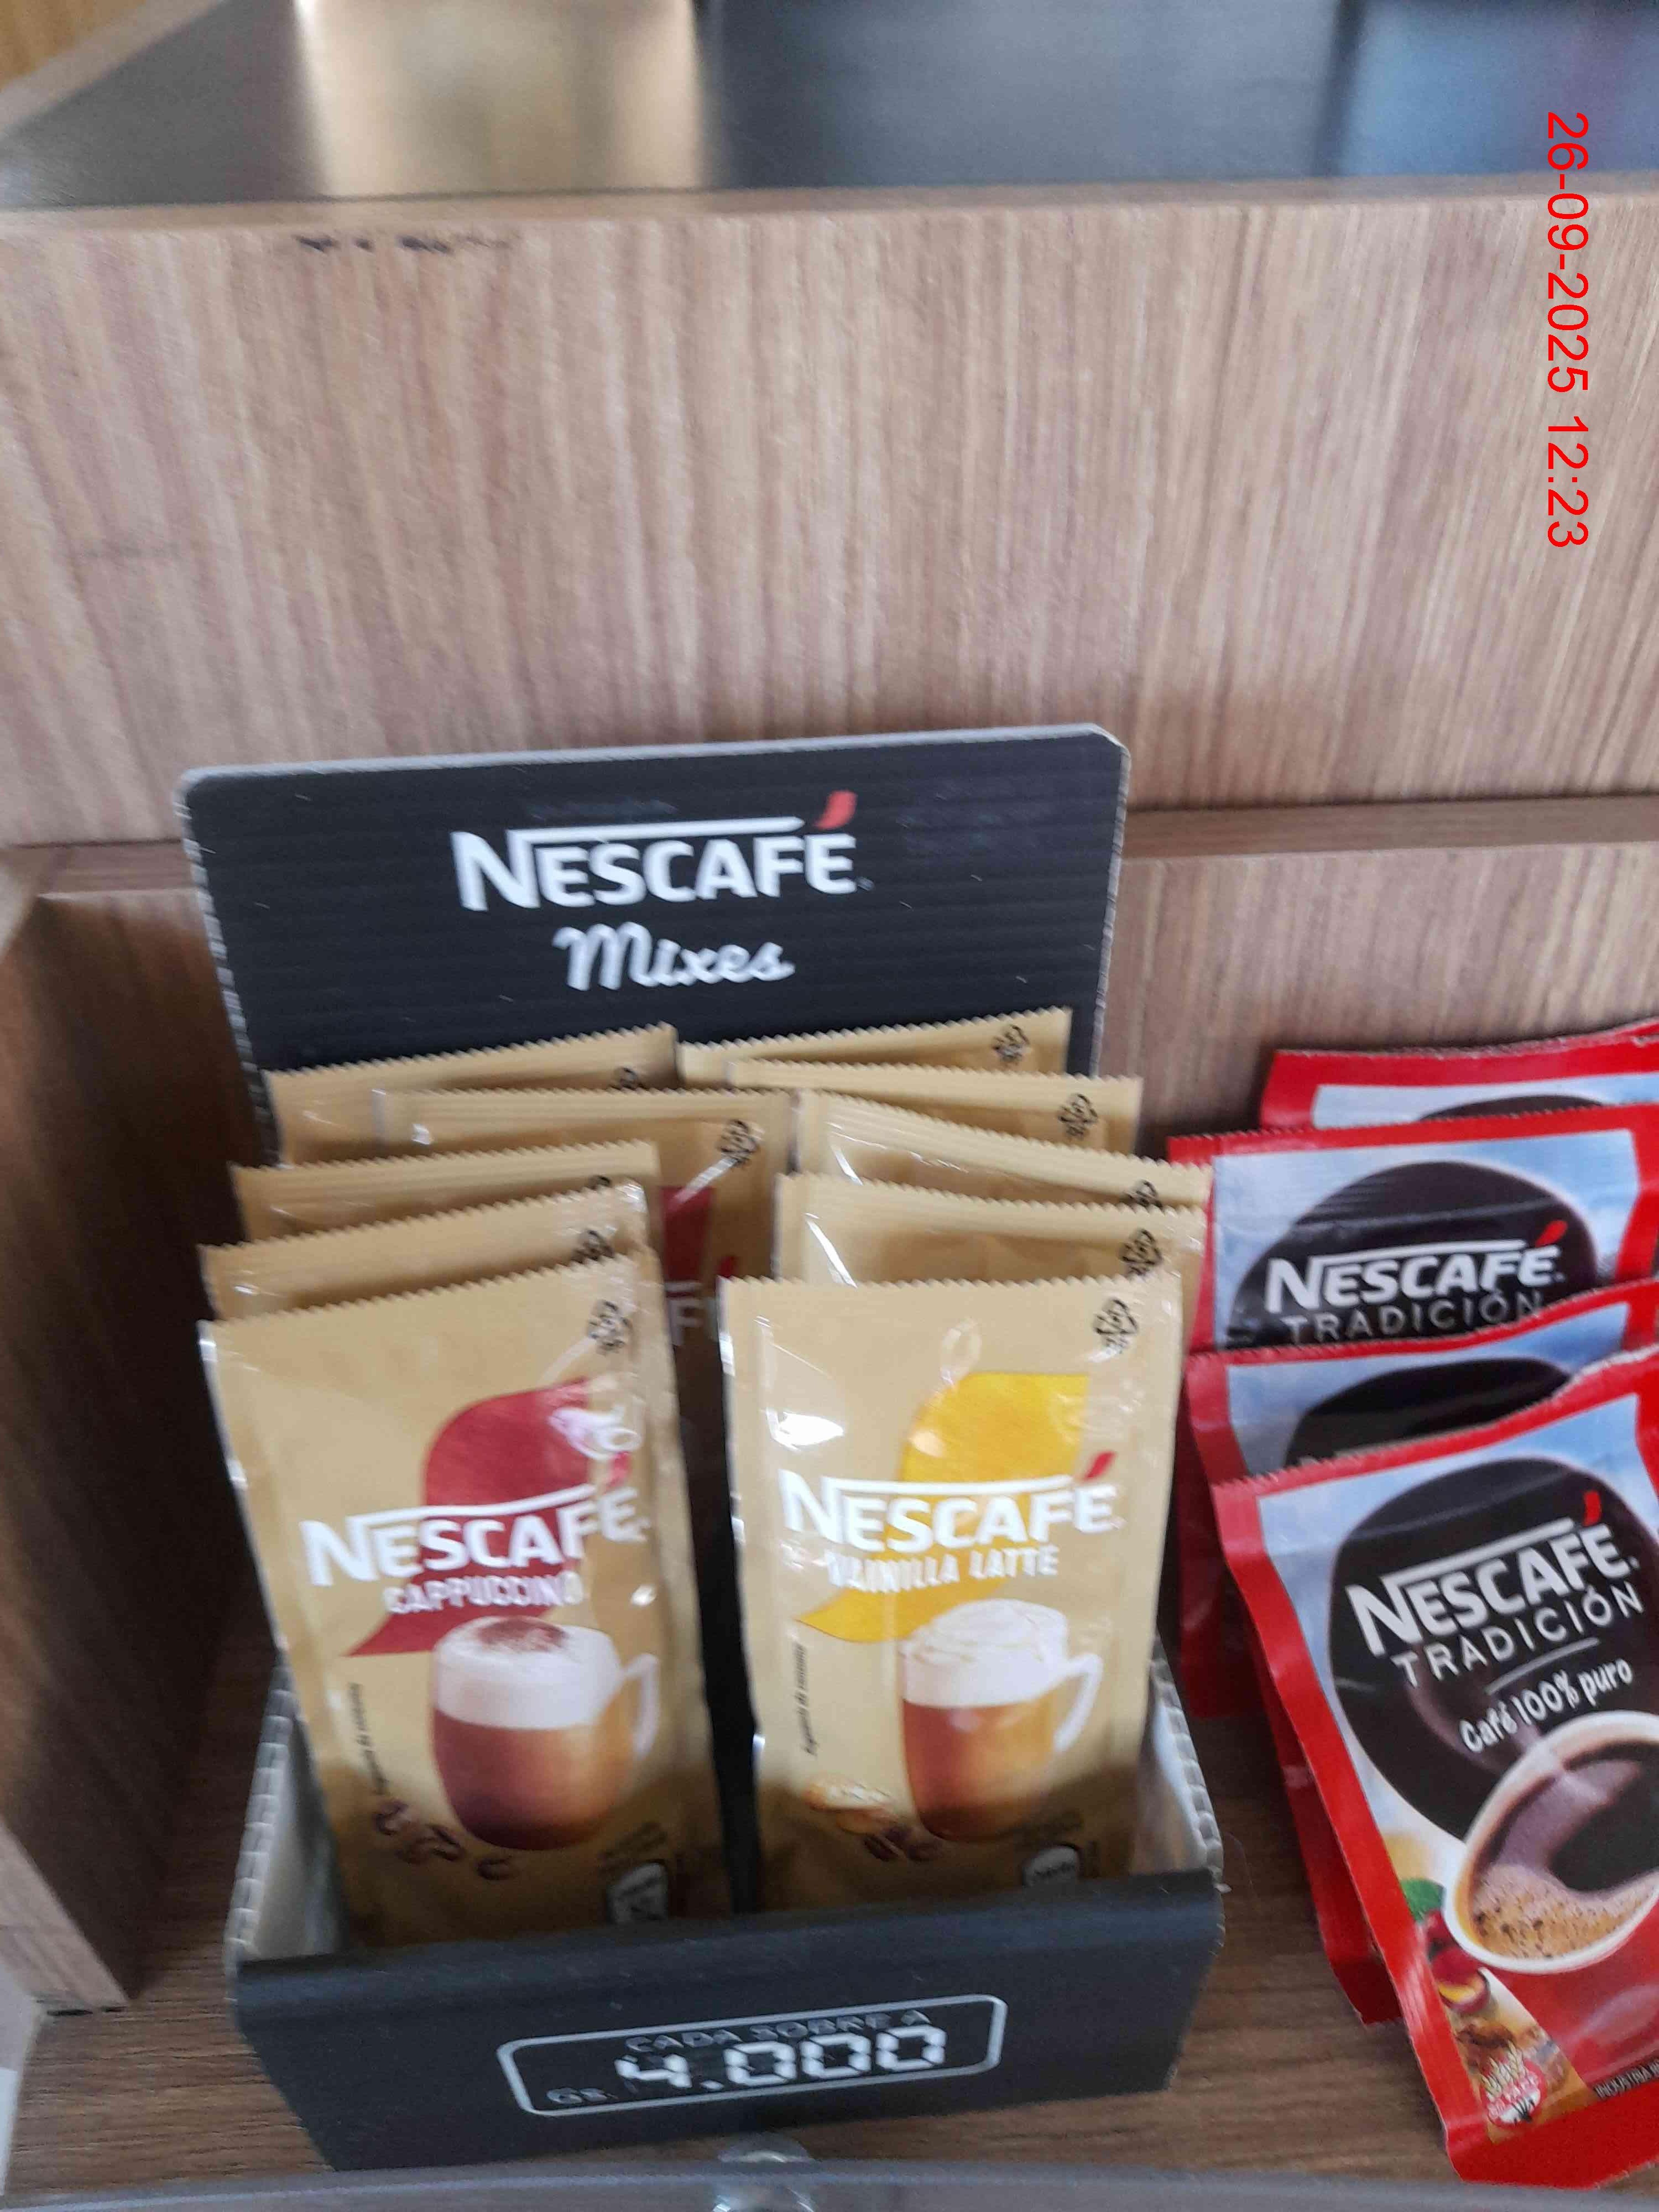 26-09-2025 12:23
NESCAFÉ
Mixes
NESCAFÉ
TRADICIÓN
NESCAFÉ
CAPPUCCINO
NESCAFÉ
VAINILLA LATTE
NESCAFÉ
TRADICIÓN
Café 100% puro
CADA SOBRE A
Gs. 4.000